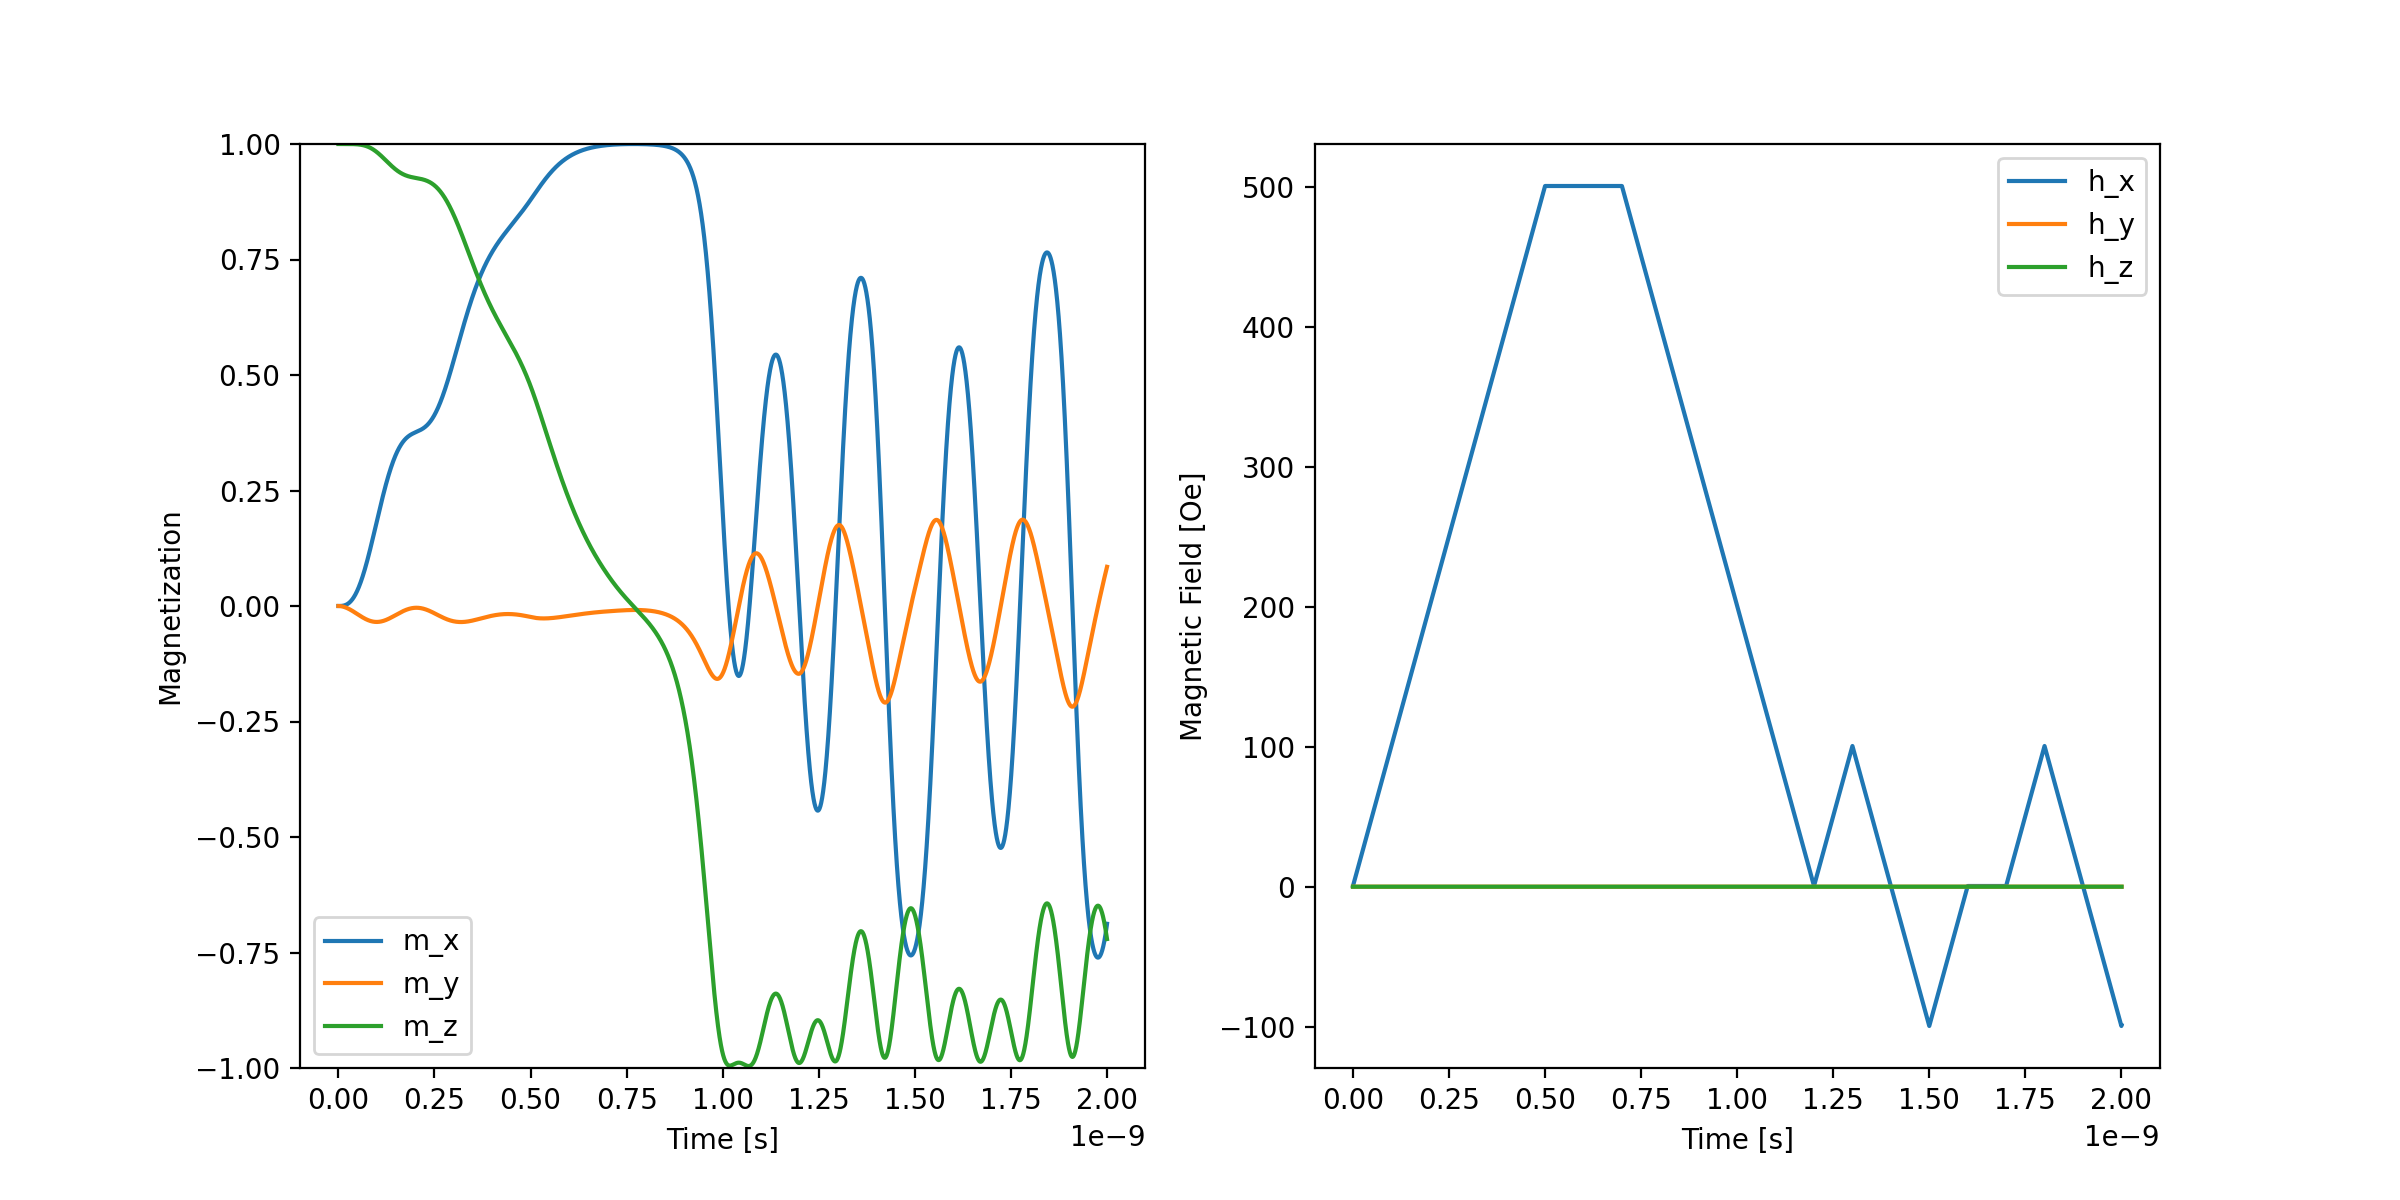 1.00
0.75
0.50
0.25
0.00
−0.25
−0.50
−0.75
−1.00
Magnetization
m_x
m_y
m_z
0.00 0.25 0.50 0.75 1.00 1.25 1.50 1.75 2.00
Time [s]
1e−9
500
400
300
200
100
0
−100
Magnetic Field [Oe]
h_x
h_y
h_z
0.00 0.25 0.50 0.75 1.00 1.25 1.50 1.75 2.00
Time [s]
1e−9